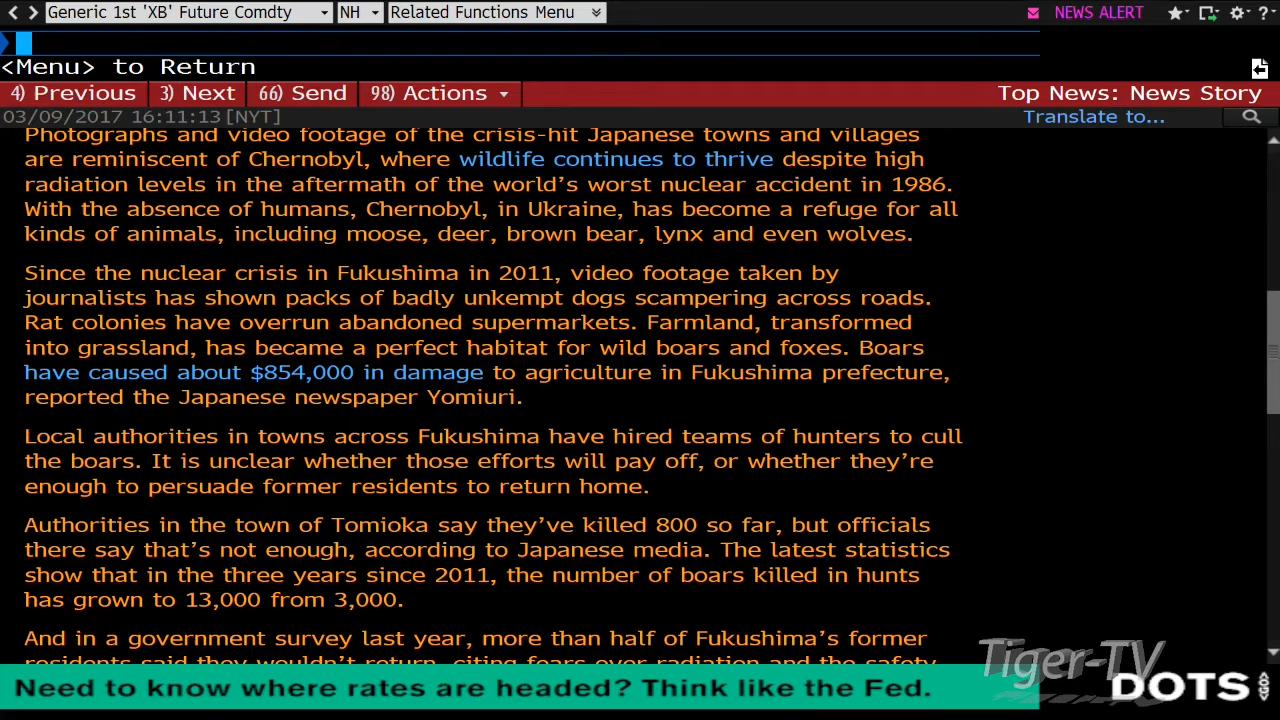 Generic 1st 'XB' Future Comdty NH Related Functions Menu NEWS ALERT ?
<Menu> to Return
4) Previous 3) Next 66) Send 98) Actions Top News: News Story
03/09/2017 16:11:13 [NYT] Translate to...
Photographs and video footage of the crisis-hit Japanese towns and villages
are reminiscent of Chernobyl, where wildlife continues to thrive despite high
radiation levels in the aftermath of the world's worst nuclear accident in 1986.
With the absence of humans, Chernobyl, in Ukraine, has become a refuge for all
kinds of animals, including moose, deer, brown bear, lynx and even wolves.
Since the nuclear crisis in Fukushima in 2011, video footage taken by
journalists has shown packs of badly unkempt dogs scampering across roads.
Rat colonies have overrun abandoned supermarkets. Farmland, transformed
into grassland, has became a perfect habitat for wild boars and foxes. Boars
have caused about $854,000 in damage to agriculture in Fukushima prefecture,
reported the Japanese newspaper Yomiuri.
Local authorities in towns across Fukushima have hired teams of hunters to cull
the boars. It is unclear whether those efforts will pay off, or whether they're
enough to persuade former residents to return home.
Authorities in the town of Tomioka say they've killed 800 so far, but officials
there say that's not enough, according to Japanese media. The latest statistics
show that in the three years since 2011, the number of boars killed in hunts
has grown to 13,000 from 3,000.
And in a government survey last year, more than half of Fukushima's former
residents said they wouldn't return, citing fears over radiation and the safety
Tiger-TV
Need to know where rates are headed? Think like the Fed.
DOTS